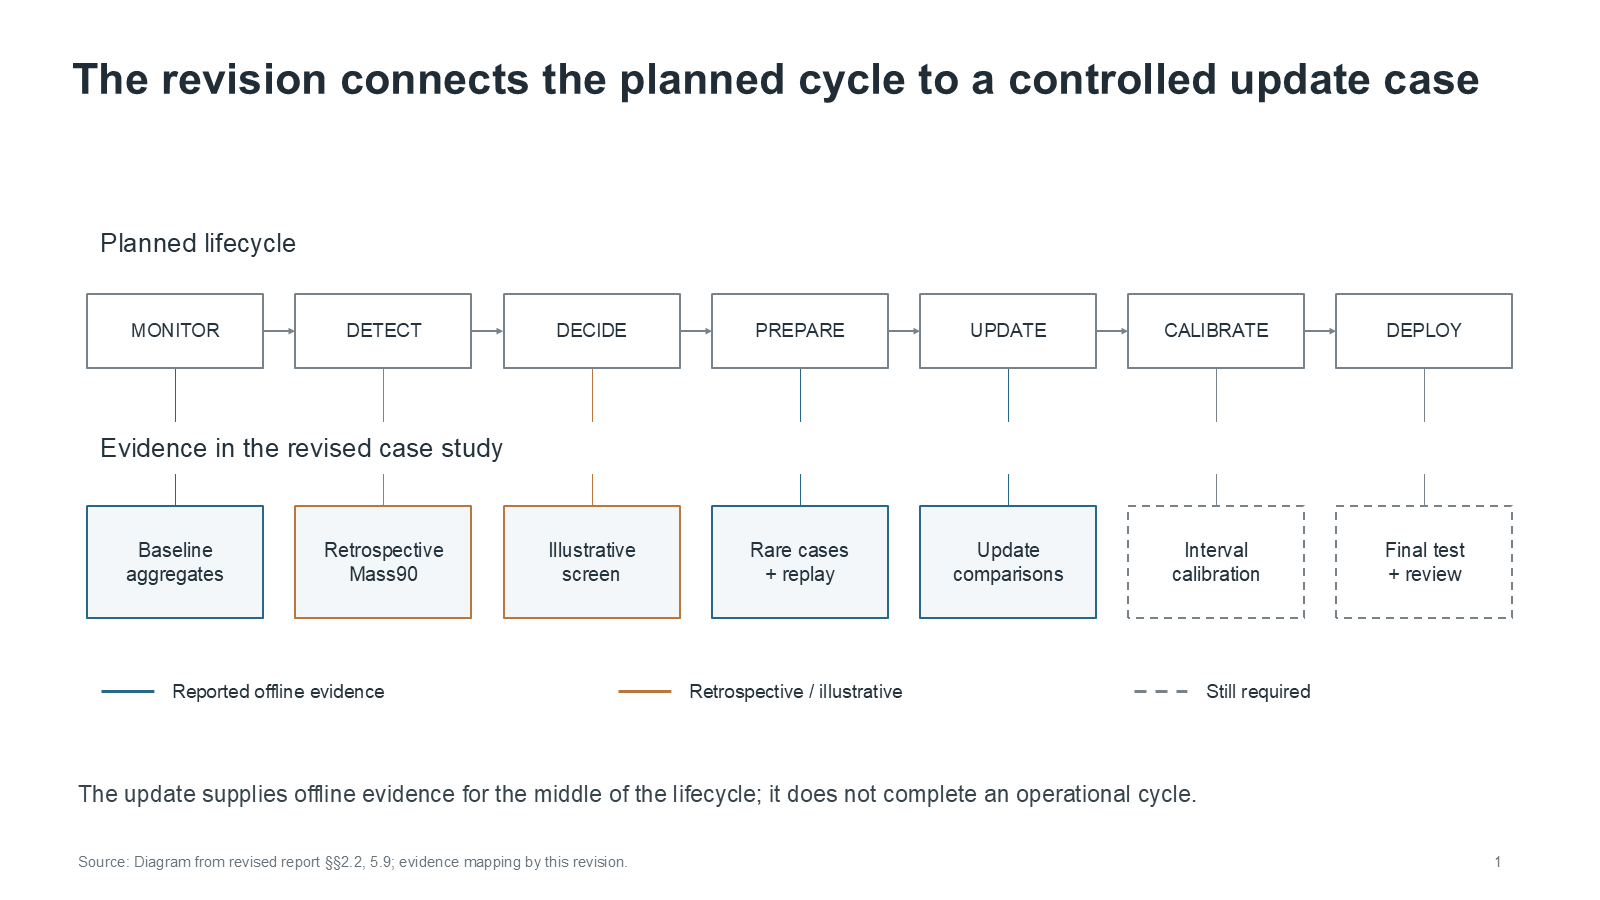 The revision connects the planned cycle to a controlled update case
Planned lifecycle
MONITOR
DETECT
DECIDE
PREPARE
UPDATE
CALIBRATE
DEPLOY
Evidence in the revised case study
Baseline
aggregates
Retrospective
Mass90
Illustrative
screen
Rare cases
+ replay
Update
comparisons
Interval
calibration
Final test
+ review
Reported offline evidence
Retrospective / illustrative
Still required
The update supplies offline evidence for the middle of the lifecycle; it does not complete an operational cycle.
Source: Diagram from revised report §§2.2, 5.9; evidence mapping by this revision.
1